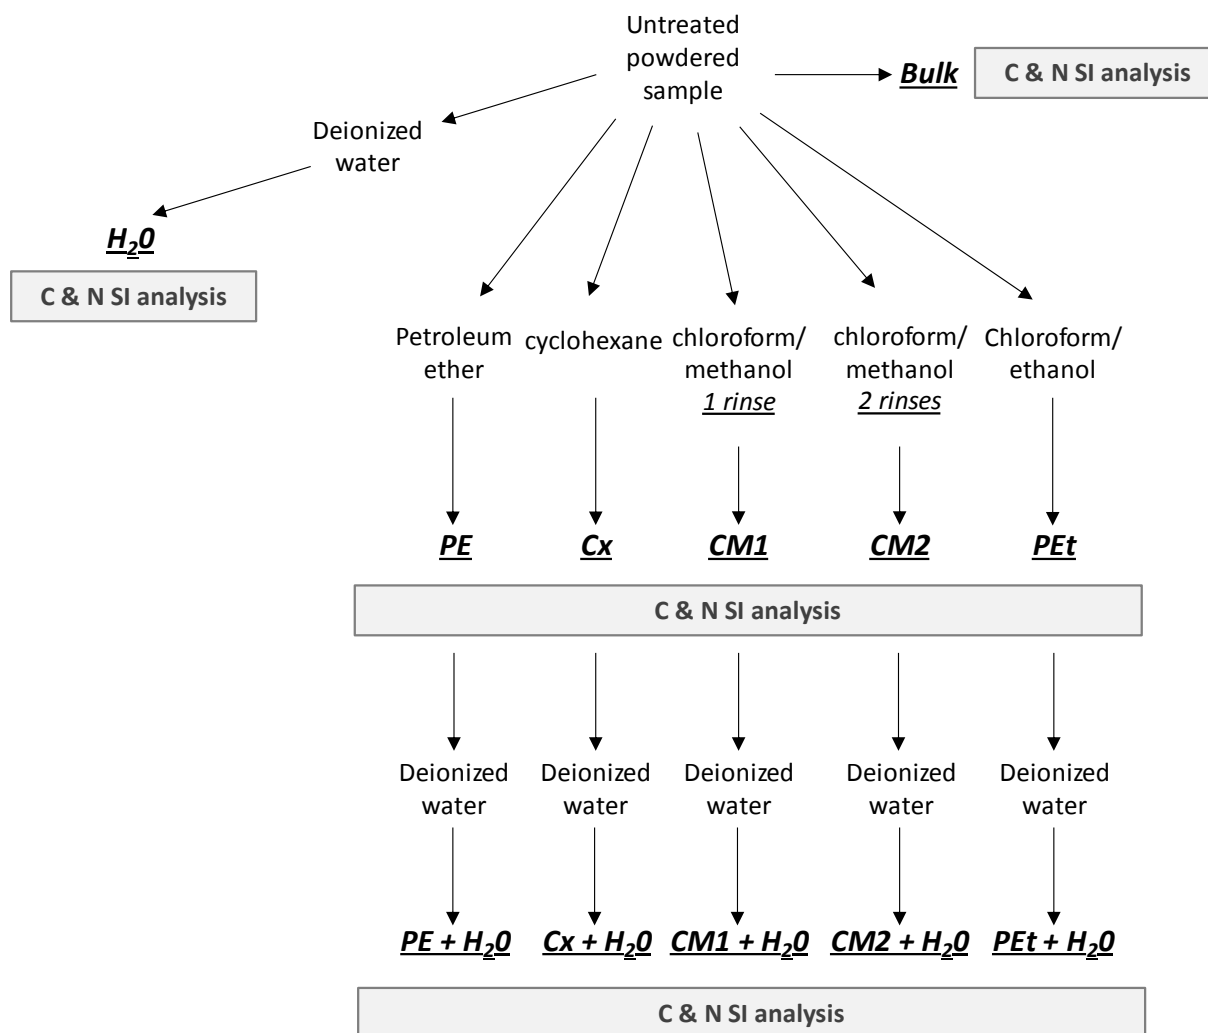 Untreated
powdered
sample
Bulk
C & N SI analysis
Deionized
water
H20
C & N SI analysis
Petroleum
ether
cyclohexane
chloroform/
methanol
1 rinse
chloroform/
methanol
2 rinses
Chloroform/
ethanol
PE
Cx
CM1
CM2
PEt
C & N SI analysis
Deionized
water
Deionized
water
Deionized
water
Deionized
water
Deionized
water
PE + H20
Cx + H20
CM1 + H20
CM2 + H20
PEt + H20
C & N SI analysis